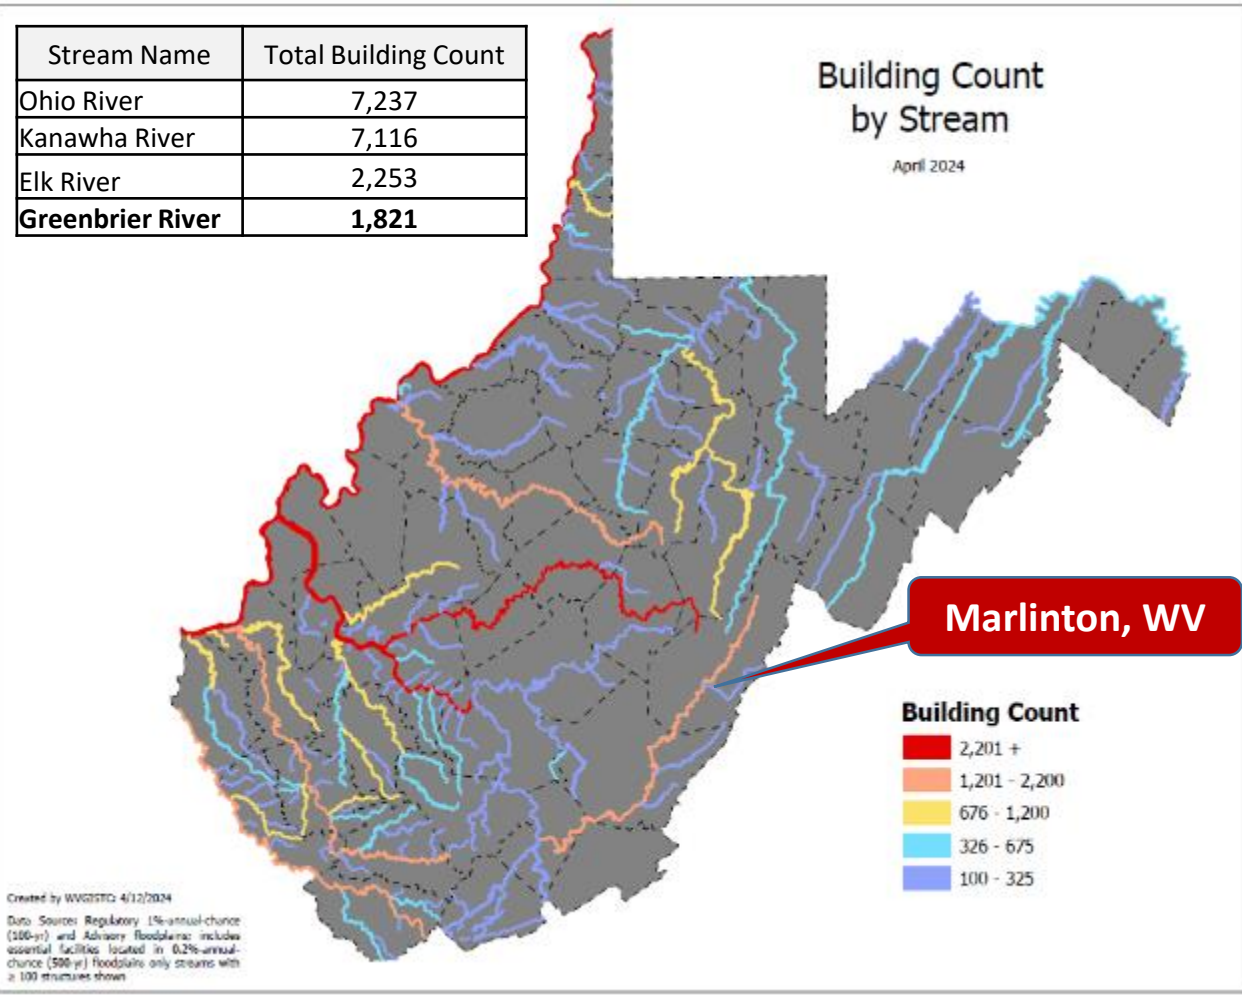 Stream Name Total Building Count
Ohio River 7,237
Kanawha River 7,116
Elk River 2,253
Greenbrier River 1,821
Building Count
by Stream
April 2024
Marlinton, WV
Building Count
2,201 +
1,201 - 2,200
676 - 1,200
326 - 675
100 - 325
Created by WVGISTC: 4/12/2024
Data Source: Regulatory 1%-annual-chance
(100-yr) and Advisory floodplains; includes
essential facilities located in 0.2%-annual-
chance (500-yr) floodplains only streams with
≥ 100 structures shown